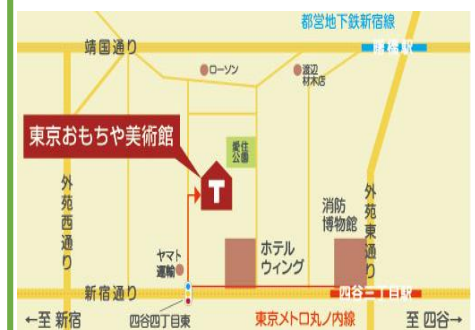 都営地下鉄新宿線
靖国通り
曙橋駅
ローソン
渡辺
材木店
東京おもちゃ美術館
愛住
公園
T
外苑西通り
消防
博物館
外苑東通り
ヤマト
運輸
ホテル
ウィング
新宿通り
四谷三丁目駅
←至 新宿
四谷四丁目東
東京メトロ丸ノ内線
至 四谷→